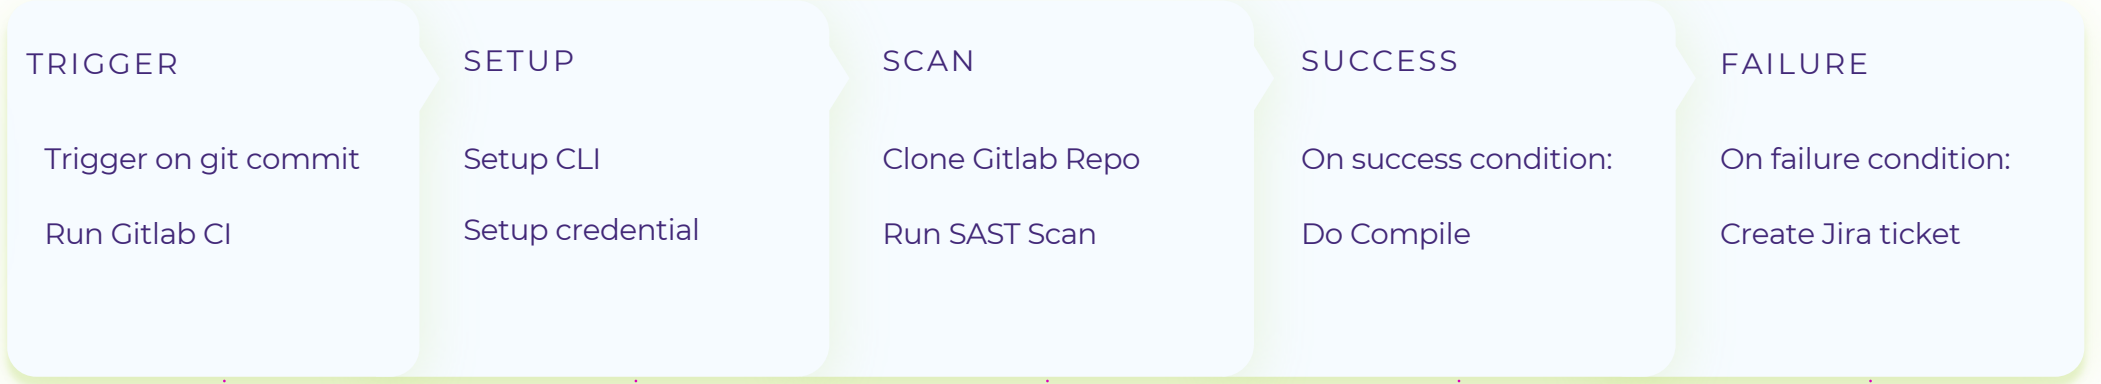 TRIGGER
Trigger on git commit
Run Gitlab CI
SETUP
Setup CLI
Setup credential
SCAN
Clone Gitlab Repo
Run SAST Scan
SUCCESS
On success condition:
Do Compile
FAILURE
On failure condition:
Create Jira ticket